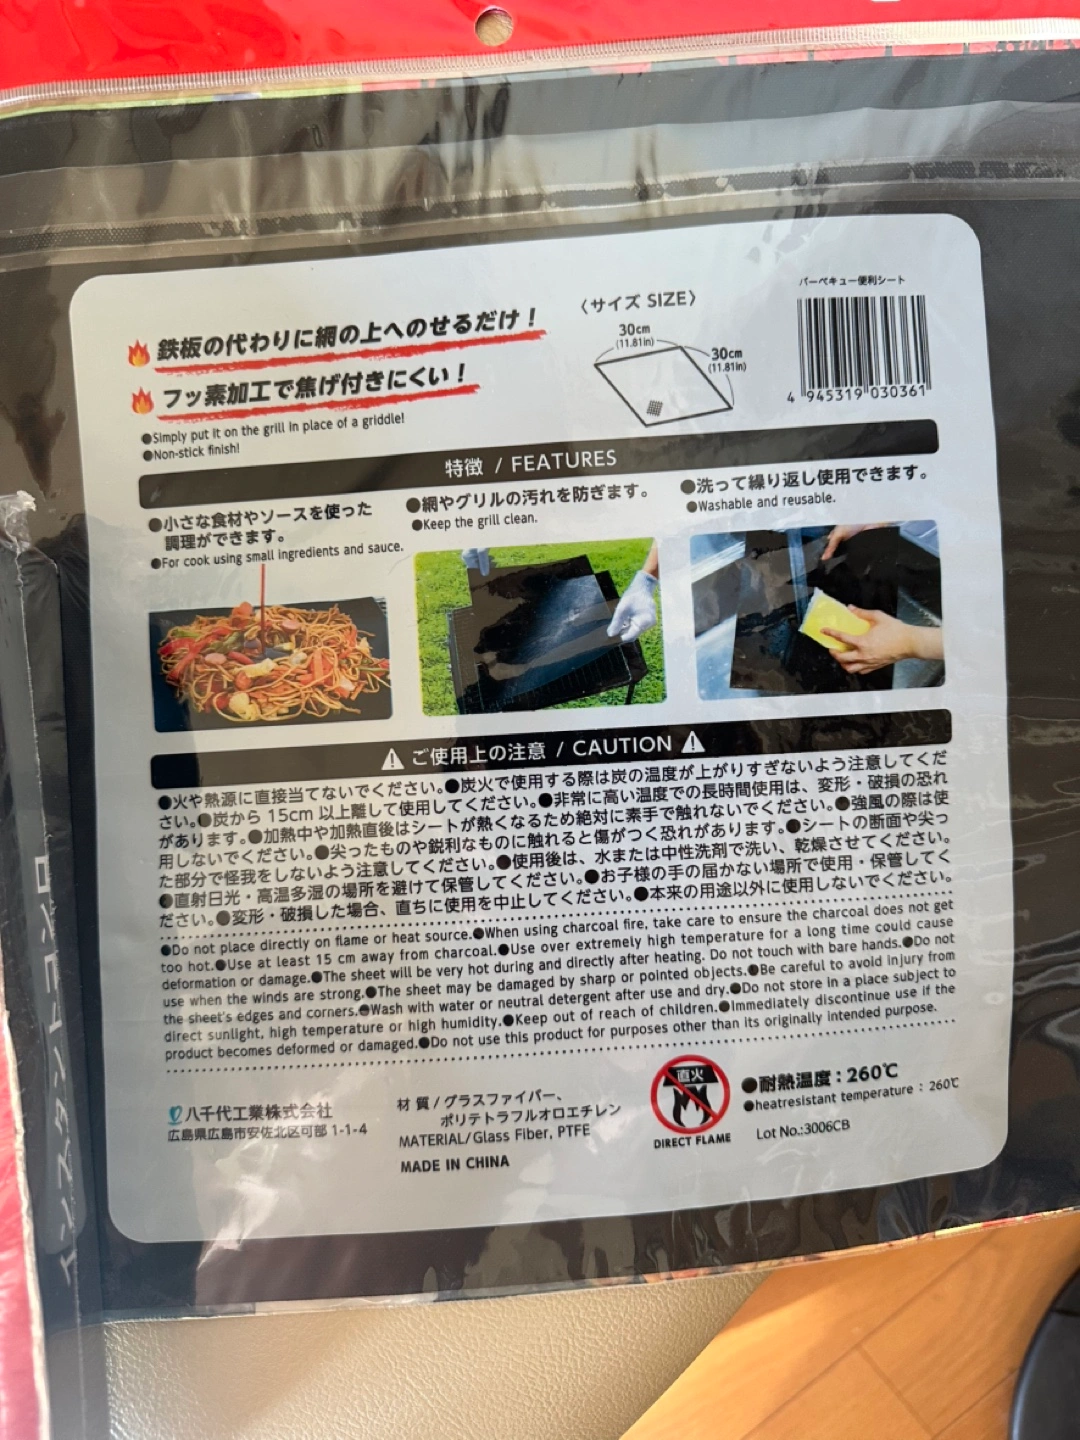 バーベキュー便利シート
〈サイズ SIZE〉
30cm
(11.81in)
30cm
(11.81in)
4 945319 030361
鉄板の代わりに網の上へのせるだけ!
フッ素加工で焦げ付きにくい!
●Simply put it on the grill in place of a griddle!
●Non-stick finish!
特徴 / FEATURES
●小さな食材やソースを使った
調理ができます。
●For cook using small ingredients and sauce.
●網やグリルの汚れを防ぎます。
●Keep the grill clean.
●洗って繰り返し使用できます。
●Washable and reusable.
⚠ ご使用上の注意 / CAUTION ⚠
●火や熱源に直接当てないでください。●炭火で使用する際は炭の温度が上がりすぎないよう注意してくだ
さい。●炭から 15cm 以上離して使用してください。●非常に高い温度での長時間使用は、変形・破損の恐れ
があります。●加熱中や加熱直後はシートが熱くなるため絶対に素手で触れないでください。●強風の際は使
用しないでください。●尖ったものや鋭利なものに触れると傷がつく恐れがあります。●シートの断面や尖っ
た部分で怪我をしないよう注意してください。●使用後は、水または中性洗剤で洗い、乾燥させてください。
●直射日光・高温多湿の場所を避けて保管してください。●お子様の手の届かない場所で使用・保管してく
ださい。●変形・破損した場合、直ちに使用を中止してください。●本来の用途以外に使用しないでください。
●Do not place directly on flame or heat source.●When using charcoal fire, take care to ensure the charcoal does not get
too hot.●Use at least 15 cm away from charcoal.●Use over extremely high temperature for a long time could cause
deformation or damage.●The sheet will be very hot during and directly after heating. Do not touch with bare hands.●Do not
use when the winds are strong.●The sheet may be damaged by sharp or pointed objects.●Be careful to avoid injury from
the sheet's edges and corners.●Wash with water or neutral detergent after use and dry.●Do not store in a place subject to
direct sunlight, high temperature or high humidity.●Keep out of reach of children.●Immediately discontinue use if the
product becomes deformed or damaged.●Do not use this product for purposes other than its originally intended purpose.
八千代工業株式会社
広島県広島市安佐北区可部 1-1-4
材 質 / グラスファイバー、
ポリテトラフルオロエチレン
MATERIAL/Glass Fiber, PTFE
MADE IN CHINA
直火
DIRECT FLAME
●耐熱温度：260℃
●heatresistant temperature : 260℃
Lot No.:3006CB